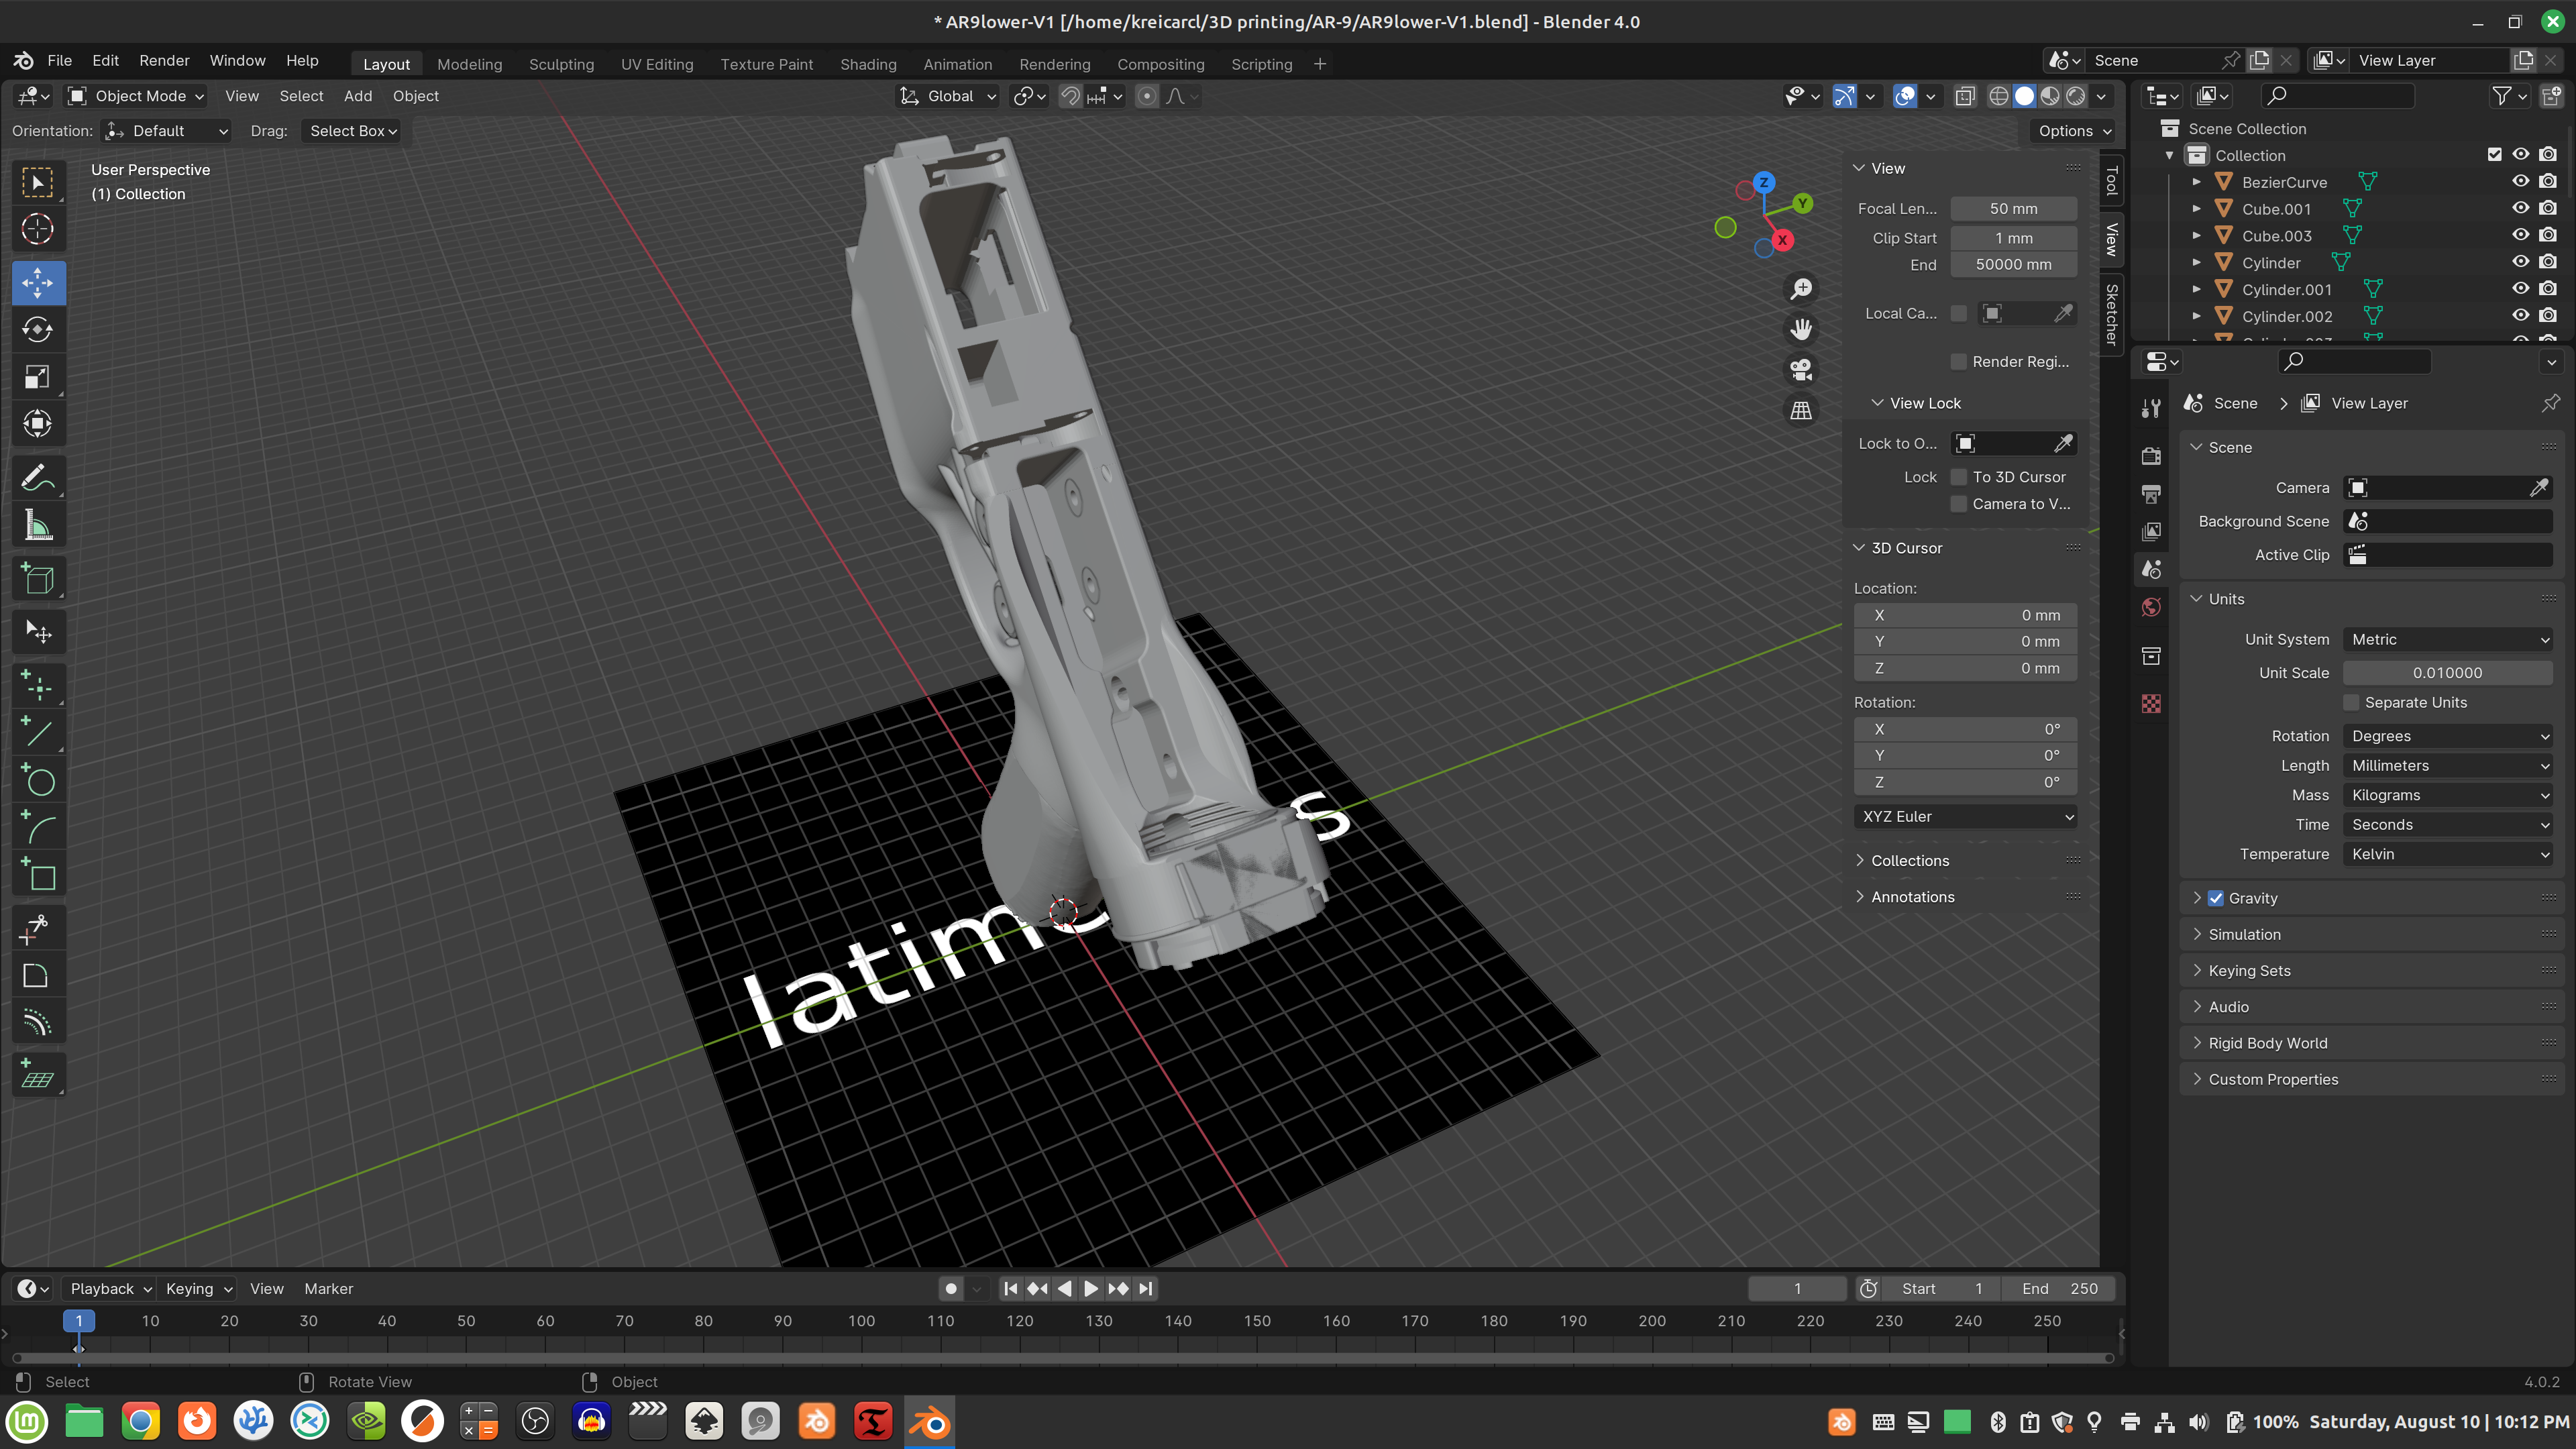 * AR9lower-V1 [/home/kreicarcl/3D printing/AR-9/AR9lower-V1.blend] - Blender 4.0
File Edit Render Window Help Layout Modeling Sculpting UV Editing Texture Paint Shading Animation Rendering Compositing Scripting + Scene View Layer
Object Mode View Select Add Object Global
Orientation: Default Drag: Select Box Options
User Perspective
(1) Collection
Z
Y
X
View
Focal Len... 50 mm
Clip Start 1 mm
End 50000 mm
Local Ca...
Render Regi...
View Lock
Lock to O...
Lock To 3D Cursor
Camera to V...
3D Cursor
Location:
X 0 mm
Y 0 mm
Z 0 mm
Rotation:
X 0°
Y 0°
Z 0°
XYZ Euler
Collections
Annotations
Tool
View
Sketcher
Scene Collection
Collection
BezierCurve
Cube.001
Cube.003
Cylinder
Cylinder.001
Cylinder.002
Scene > View Layer
Scene
Camera
Background Scene
Active Clip
Units
Unit System Metric
Unit Scale 0.010000
Separate Units
Rotation Degrees
Length Millimeters
Mass Kilograms
Time Seconds
Temperature Kelvin
Gravity
Simulation
Keying Sets
Audio
Rigid Body World
Custom Properties
latim
s
Playback Keying View Marker 1 Start 1 End 250
1 10 20 30 40 50 60 70 80 90 100 110 120 130 140 150 160 170 180 190 200 210 220 230 240 250
Select Rotate View Object 4.0.2
100% Saturday, August 10 | 10:12 PM